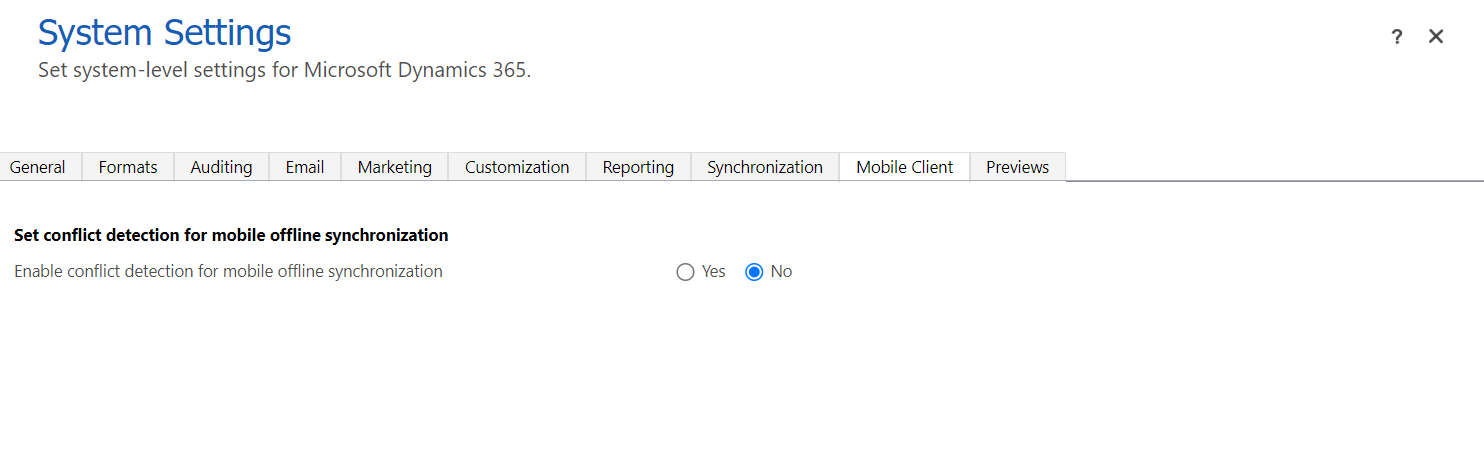 System Settings
?
Set system-level settings for Microsoft Dynamics 365.
General Formats Auditing Email Marketing Customization Reporting Synchronization Mobile Client Previews
Set conflict detection for mobile offline synchronization
Enable conflict detection for mobile offline synchronization Yes No